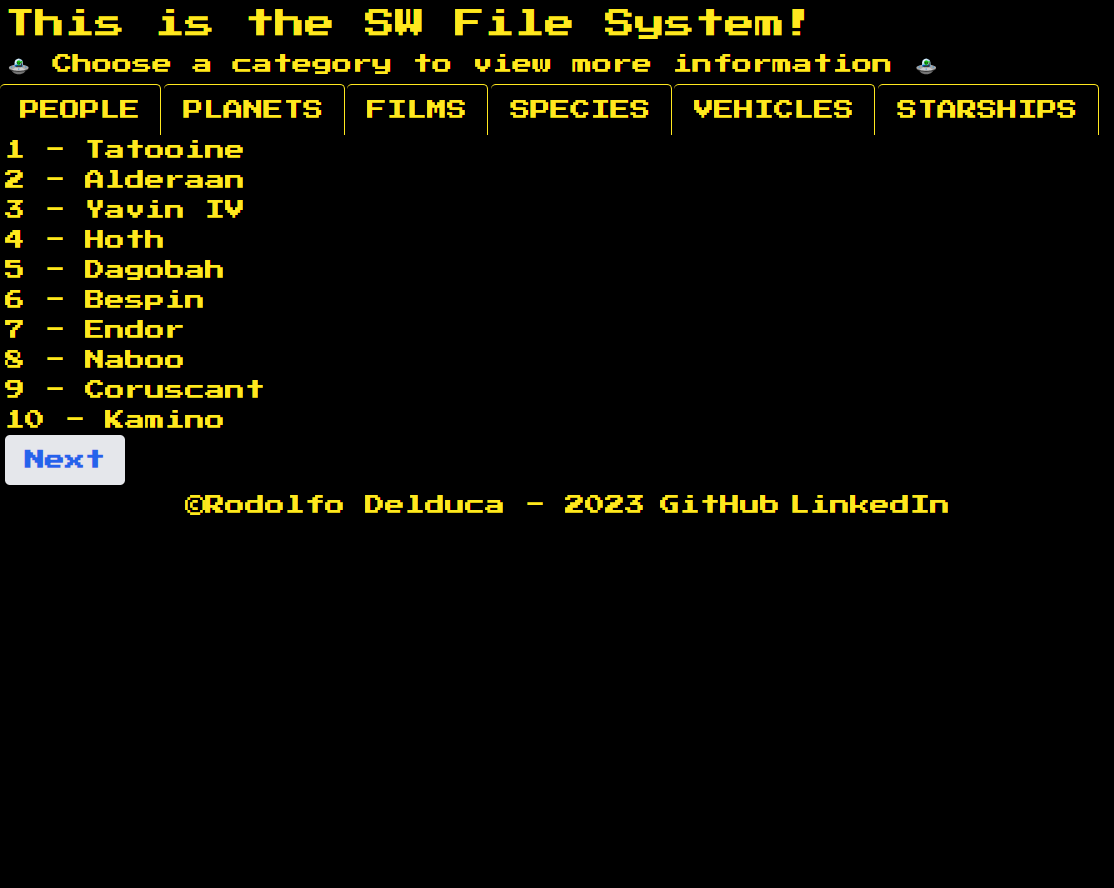 This is the SW File System!
🛸 Choose a category to view more information 🛸
PEOPLE PLANETS FILMS SPECIES VEHICLES STARSHIPS
1 - Tatooine
2 - Alderaan
3 - Yavin IV
4 - Hoth
5 - Dagobah
6 - Bespin
7 - Endor
8 - Naboo
9 - Coruscant
10 - Kamino
Next
©Rodolfo Delduca - 2023 GitHub LinkedIn